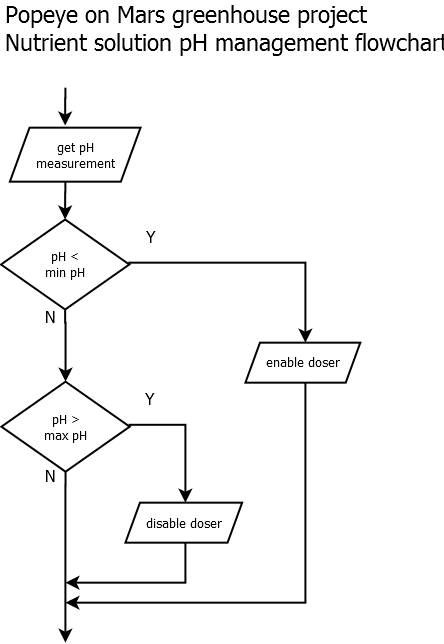 Popeye on Mars greenhouse project
Nutrient solution pH management flowchart
get pH
measurement
pH <
min pH
Y
N
enable doser
pH >
max pH
Y
N
disable doser